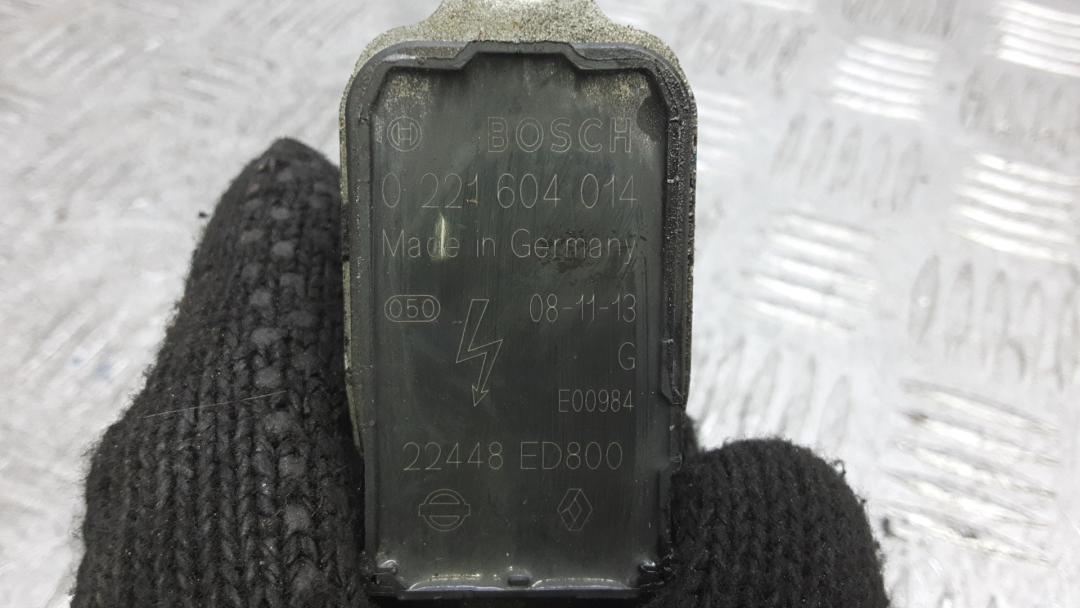 BOSCH
0 221 604 014
Made in Germany
050 08-11-13
G
E00984
22448 ED800